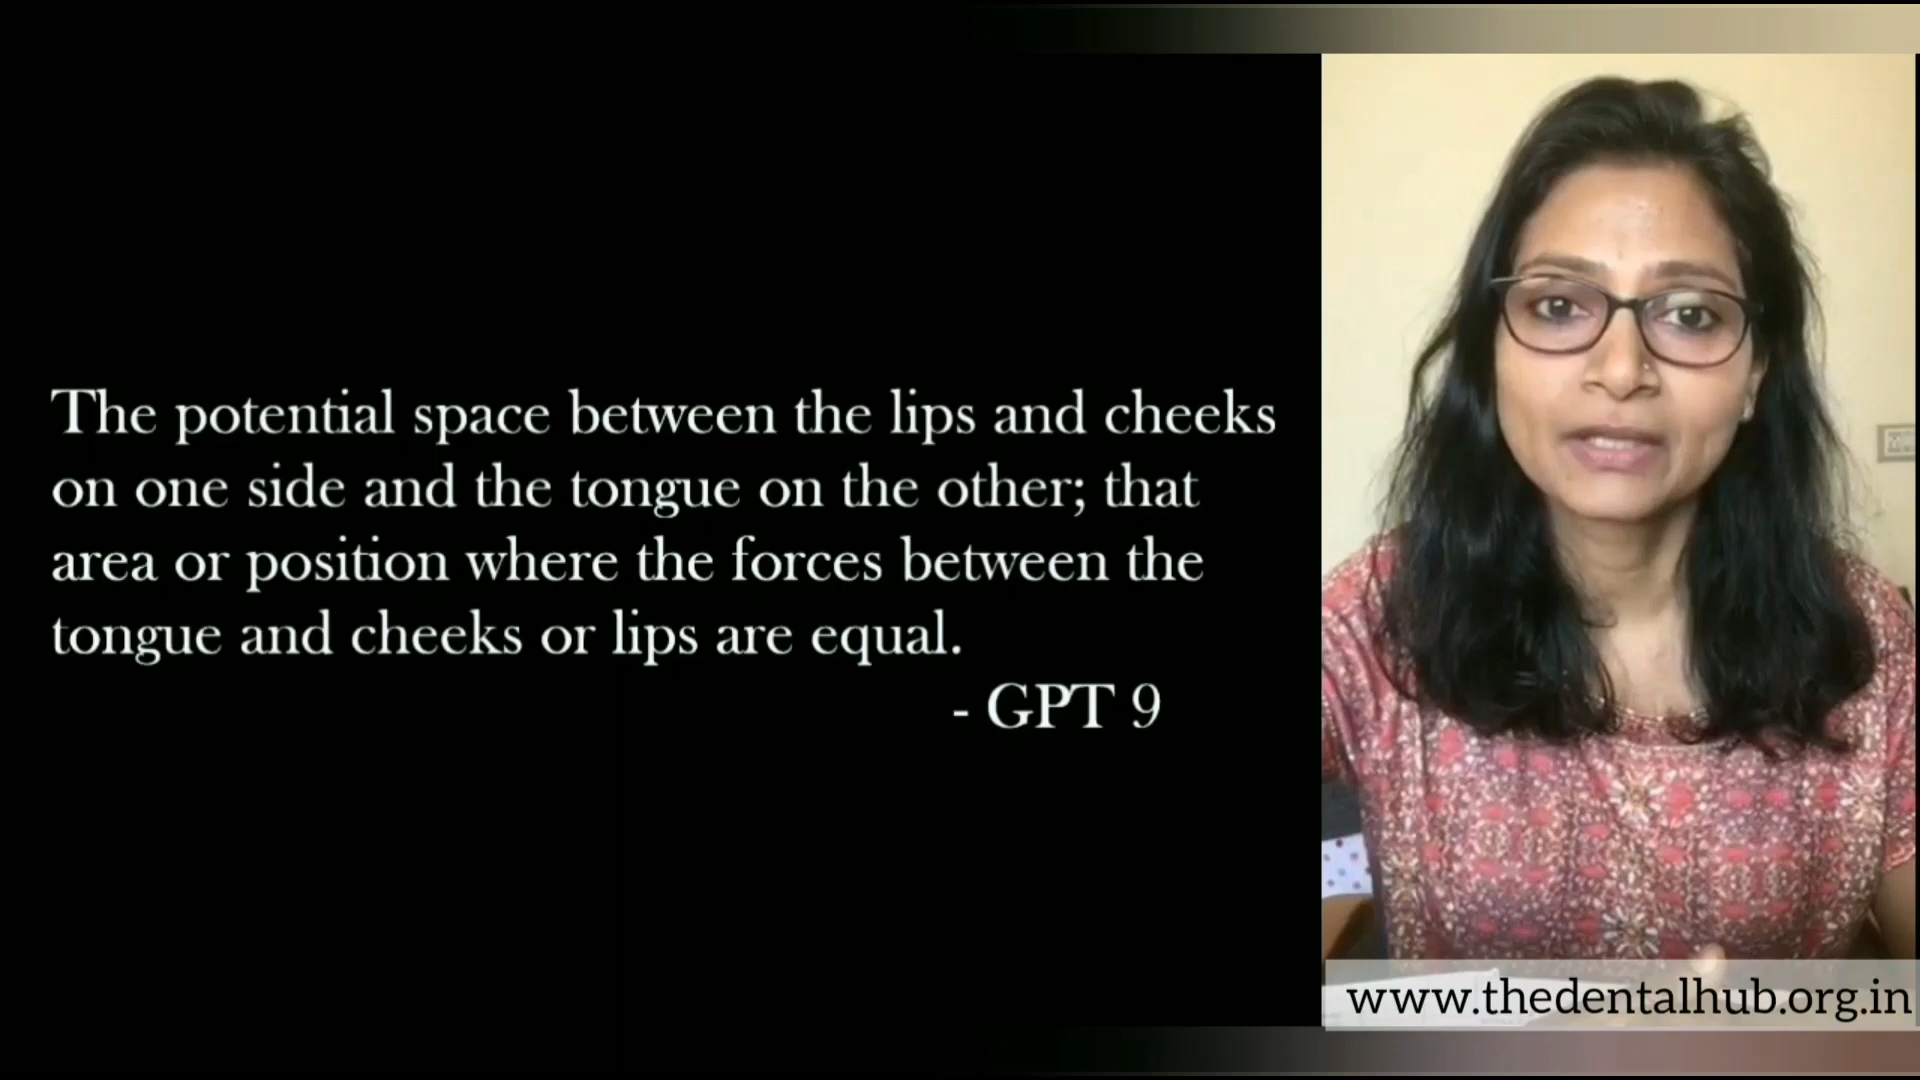 The potential space between the lips and cheeks
on one side and the tongue on the other; that
area or position where the forces between the
tongue and cheeks or lips are equal.
- GPT 9
www.thedentalhub.org.in